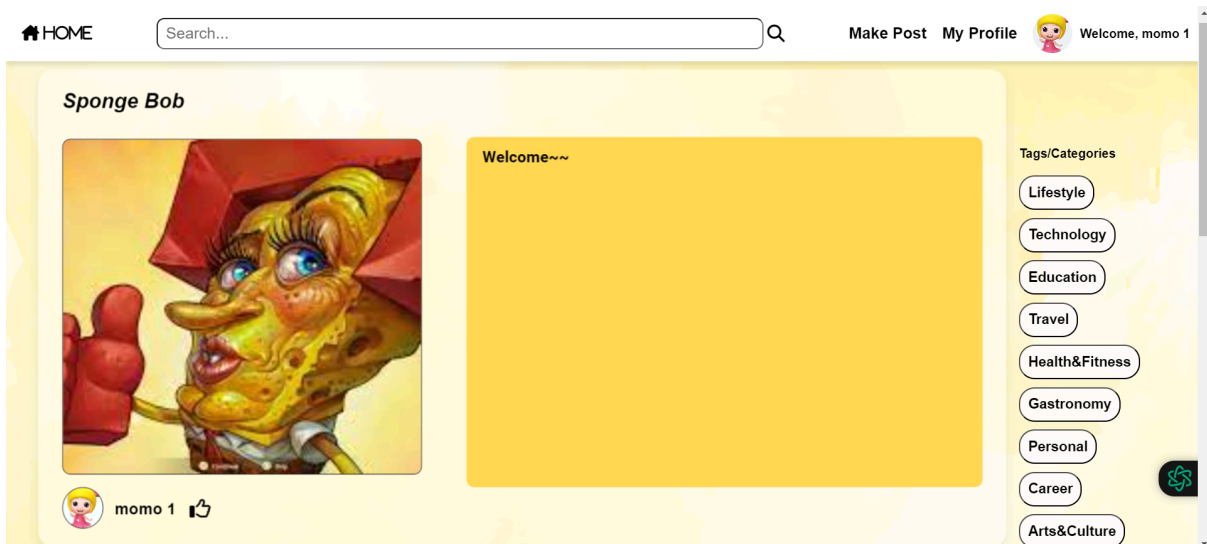 HOME
Search...
Make Post
My Profile
Welcome, momo 1
Sponge Bob
Welcome~~
momo 1
Tags/Categories
Lifestyle
Technology
Education
Travel
Health&Fitness
Gastronomy
Personal
Career
Arts&Culture